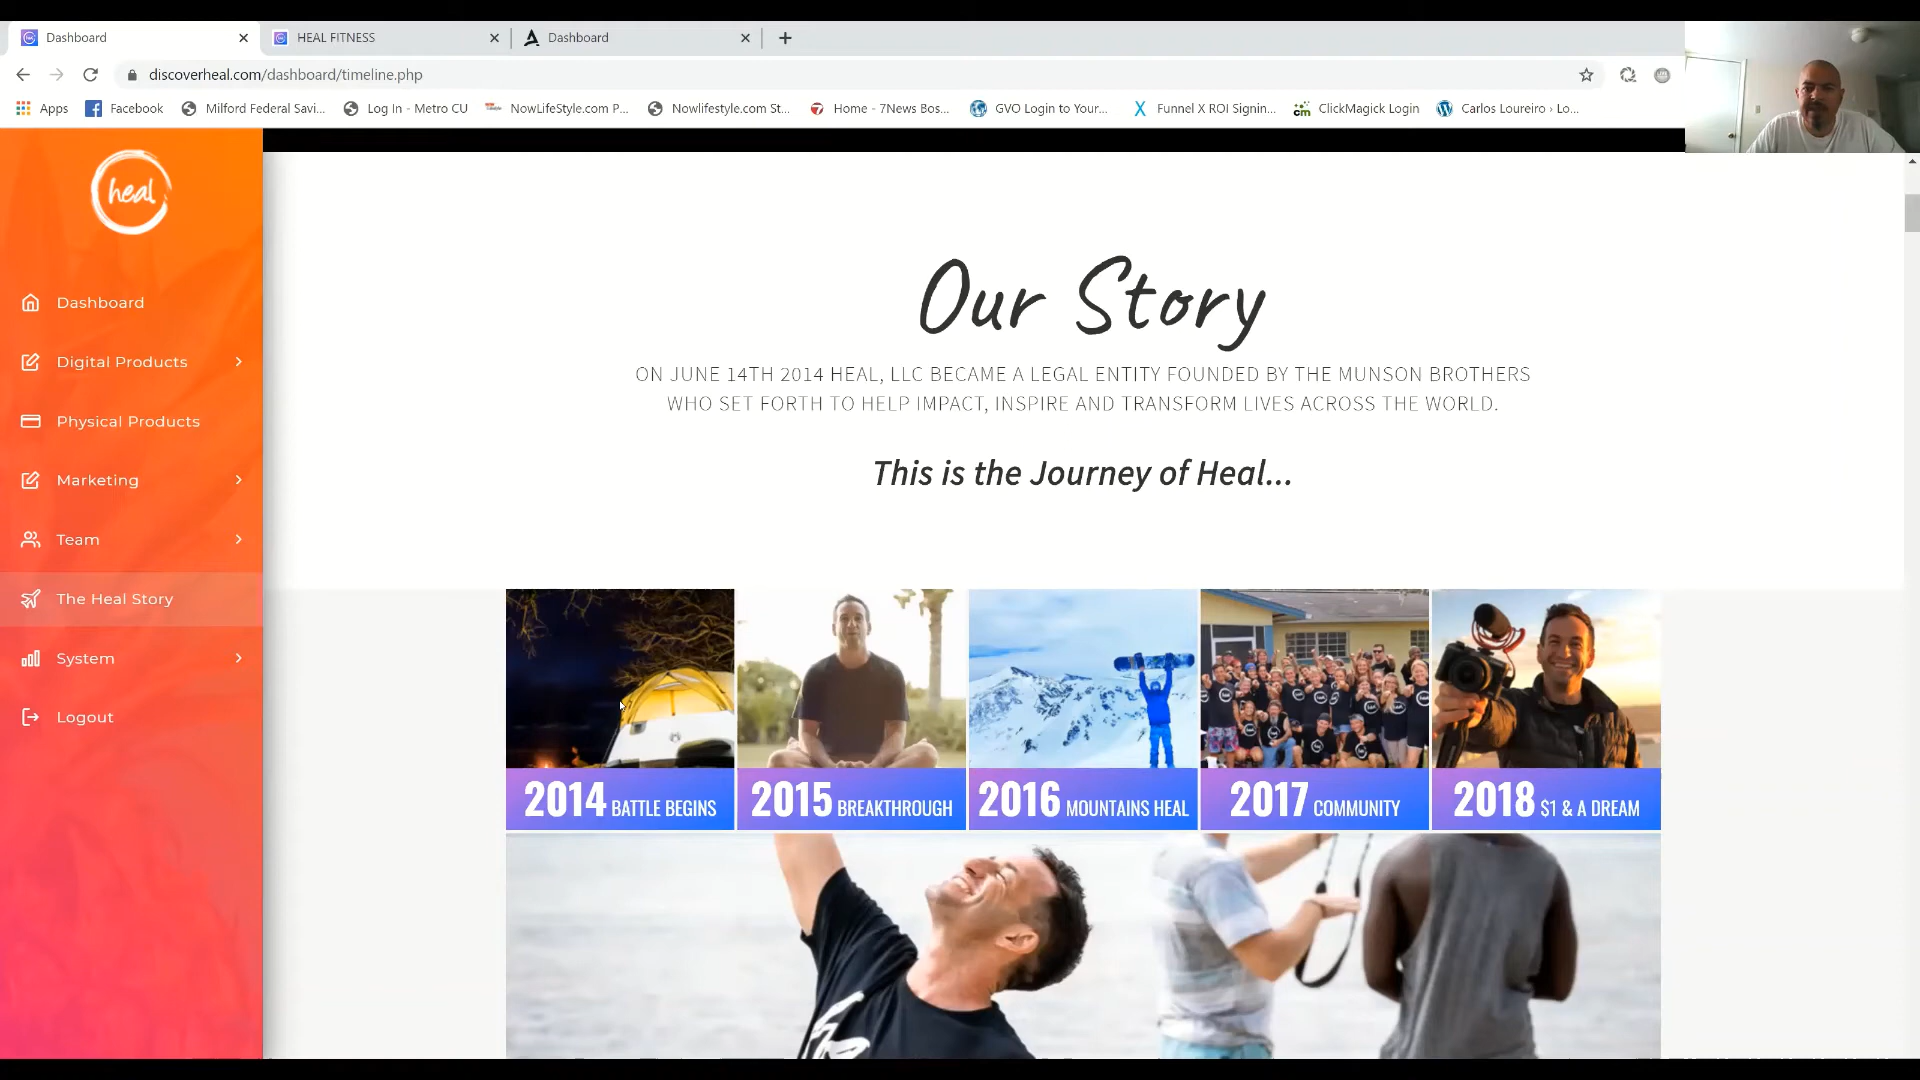 Dashboard
HEAL FITNESS
Dashboard
discoverheal.com/dashboard/timeline.php
Apps
Facebook
Milford Federal Savi...
Log In - Metro CU
NowLifeStyle.com P...
Nowlifestyle.com St...
Home - 7News Bos...
GVO Login to Your...
Funnel X ROI Signin...
ClickMagick Login
Carlos Loureiro › Lo...
heal
Dashboard
Digital Products
Physical Products
Marketing
Team
The Heal Story
System
Logout
Our Story
ON JUNE 14TH 2014 HEAL, LLC BECAME A LEGAL ENTITY FOUNDED BY THE MUNSON BROTHERS
WHO SET FORTH TO HELP IMPACT, INSPIRE AND TRANSFORM LIVES ACROSS THE WORLD.
This is the Journey of Heal...
2014 BATTLE BEGINS
2015 BREAKTHROUGH
2016 MOUNTAINS HEAL
2017 COMMUNITY
2018 $1 & A DREAM